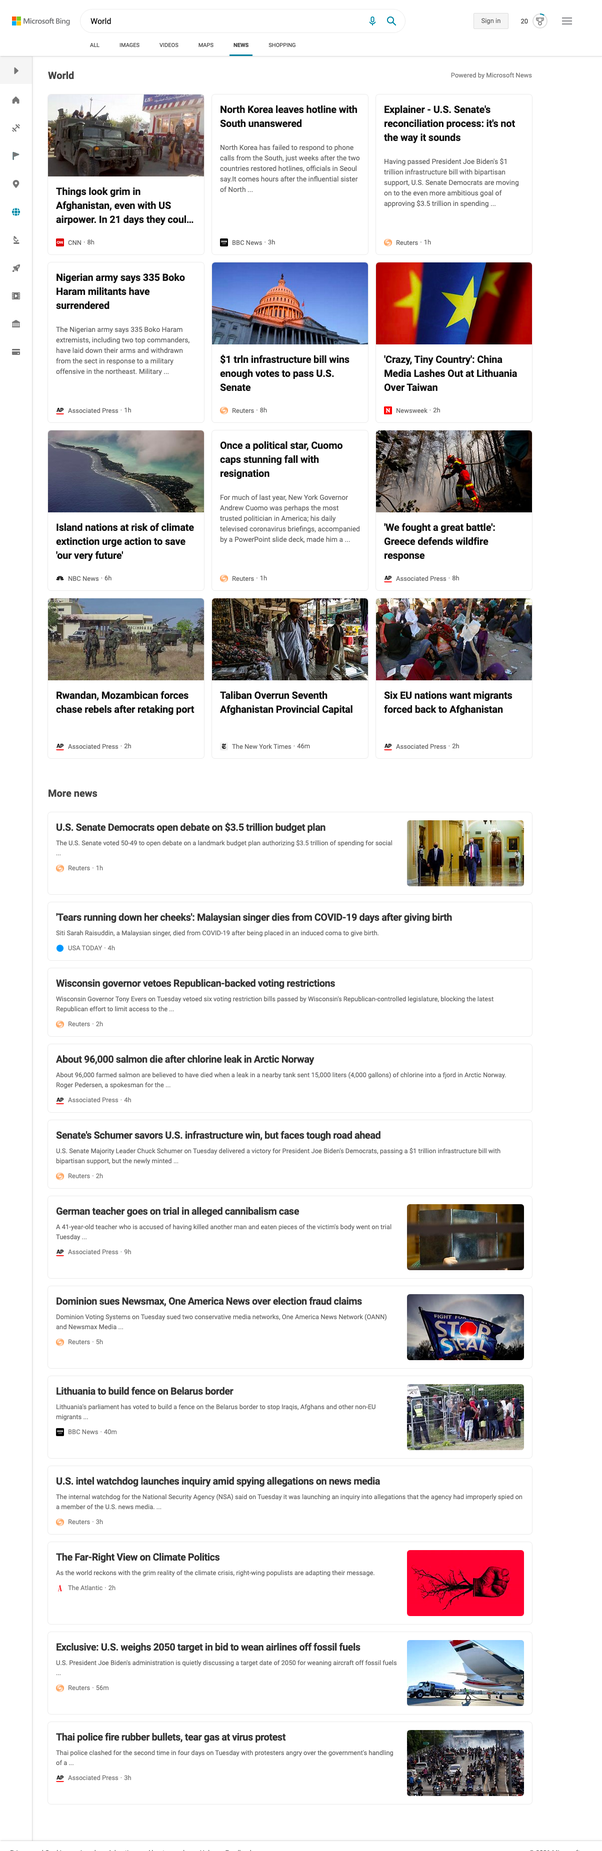 Microsoft Bing
World
Sign in
20
ALL
IMAGES
VIDEOS
MAPS
NEWS
SHOPPING
World
Powered by Microsoft News
Things look grim in
Afghanistan, even with US
airpower. In 21 days they coul...
CNN · 8h
North Korea leaves hotline with
South unanswered
North Korea has failed to respond to phone
calls from the South, just weeks after the two
countries restored hotlines, officials in Seoul
say.It comes hours after the influential sister
of North ...
BBC News · 3h
Explainer - U.S. Senate's
reconciliation process: it's not
the way it sounds
Having passed President Joe Biden's $1
trillion infrastructure bill with bipartisan
support, U.S. Senate Democrats are moving
on to the even more ambitious goal of
approving $3.5 trillion in spending ...
Reuters · 1h
Nigerian army says 335 Boko
Haram militants have
surrendered
The Nigerian army says 335 Boko Haram
extremists, including two top commanders,
have laid down their arms and withdrawn
from the sect in response to a military
offensive in the northeast. Military ...
AP Associated Press · 1h
$1 trln infrastructure bill wins
enough votes to pass U.S.
Senate
Reuters · 8h
'Crazy, Tiny Country': China
Media Lashes Out at Lithuania
Over Taiwan
N Newsweek · 2h
Island nations at risk of climate
extinction urge action to save
'our very future'
NBC News · 6h
Once a political star, Cuomo
caps stunning fall with
resignation
For much of last year, New York Governor
Andrew Cuomo was perhaps the most
trusted politician in America; his daily
televised coronavirus briefings, accompanied
by a PowerPoint slide deck, made him a ...
Reuters · 1h
'We fought a great battle':
Greece defends wildfire
response
AP Associated Press · 8h
Rwandan, Mozambican forces
chase rebels after retaking port
AP Associated Press · 2h
Taliban Overrun Seventh
Afghanistan Provincial Capital
The New York Times · 46m
Six EU nations want migrants
forced back to Afghanistan
AP Associated Press · 2h
More news
U.S. Senate Democrats open debate on $3.5 trillion budget plan
The U.S. Senate voted 50-49 to open debate on a landmark budget plan authorizing $3.5 trillion of spending for social
...
Reuters · 1h
'Tears running down her cheeks': Malaysian singer dies from COVID-19 days after giving birth
Siti Sarah Raisuddin, a Malaysian singer, died from COVID-19 after being placed in an induced coma to give birth.
USA TODAY · 4h
Wisconsin governor vetoes Republican-backed voting restrictions
Wisconsin Governor Tony Evers on Tuesday vetoed six voting restriction bills passed by Wisconsin's Republican-controlled legislature, blocking the latest
Republican effort to limit access to the ...
Reuters · 2h
About 96,000 salmon die after chlorine leak in Arctic Norway
About 96,000 farmed salmon are believed to have died when a leak in a nearby tank sent 15,000 liters (4,000 gallons) of chlorine into a fjord in Arctic Norway.
Roger Pedersen, a spokesman for the ...
AP Associated Press · 4h
Senate's Schumer savors U.S. infrastructure win, but faces tough road ahead
U.S. Senate Majority Leader Chuck Schumer on Tuesday delivered a victory for President Joe Biden's Democrats, passing a $1 trillion infrastructure bill with
bipartisan support, but the newly minted ...
Reuters · 2h
German teacher goes on trial in alleged cannibalism case
A 41-year-old teacher who is accused of having killed another man and eaten pieces of the victim's body went on trial
Tuesday ...
AP Associated Press · 9h
Dominion sues Newsmax, One America News over election fraud claims
Dominion Voting Systems on Tuesday sued two conservative media networks, One America News Network (OANN)
and Newsmax Media ...
Reuters · 5h
STOP
STEAL
Lithuania to build fence on Belarus border
Lithuania's parliament has voted to build a fence on the Belarus border to stop Iraqis, Afghans and other non-EU
migrants ...
BBC News · 40m
U.S. intel watchdog launches inquiry amid spying allegations on news media
The internal watchdog for the National Security Agency (NSA) said on Tuesday it was launching an inquiry into allegations that the agency had improperly spied on
a member of the U.S. news media. ...
Reuters · 3h
The Far-Right View on Climate Politics
As the world reckons with the grim reality of the climate crisis, right-wing populists are adapting their message.
The Atlantic · 2h
Exclusive: U.S. weighs 2050 target in bid to wean airlines off fossil fuels
U.S. President Joe Biden's administration is quietly discussing a target date of 2050 for weaning aircraft off fossil fuels
...
Reuters · 56m
Thai police fire rubber bullets, tear gas at virus protest
Thai police clashed for the second time in four days on Tuesday with protesters angry over the government's handling
of a ...
AP Associated Press · 3h